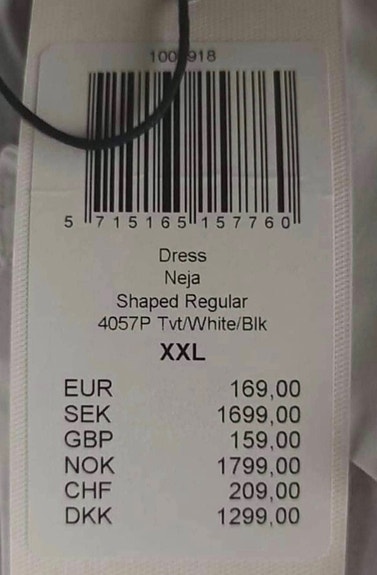 5 715165 157760
Dress
Neja
Shaped Regular
4057P Tvt/White/Blk
XXL
EUR 169,00
SEK 1699,00
GBP 159,00
NOK 1799,00
CHF 209,00
DKK 1299,00